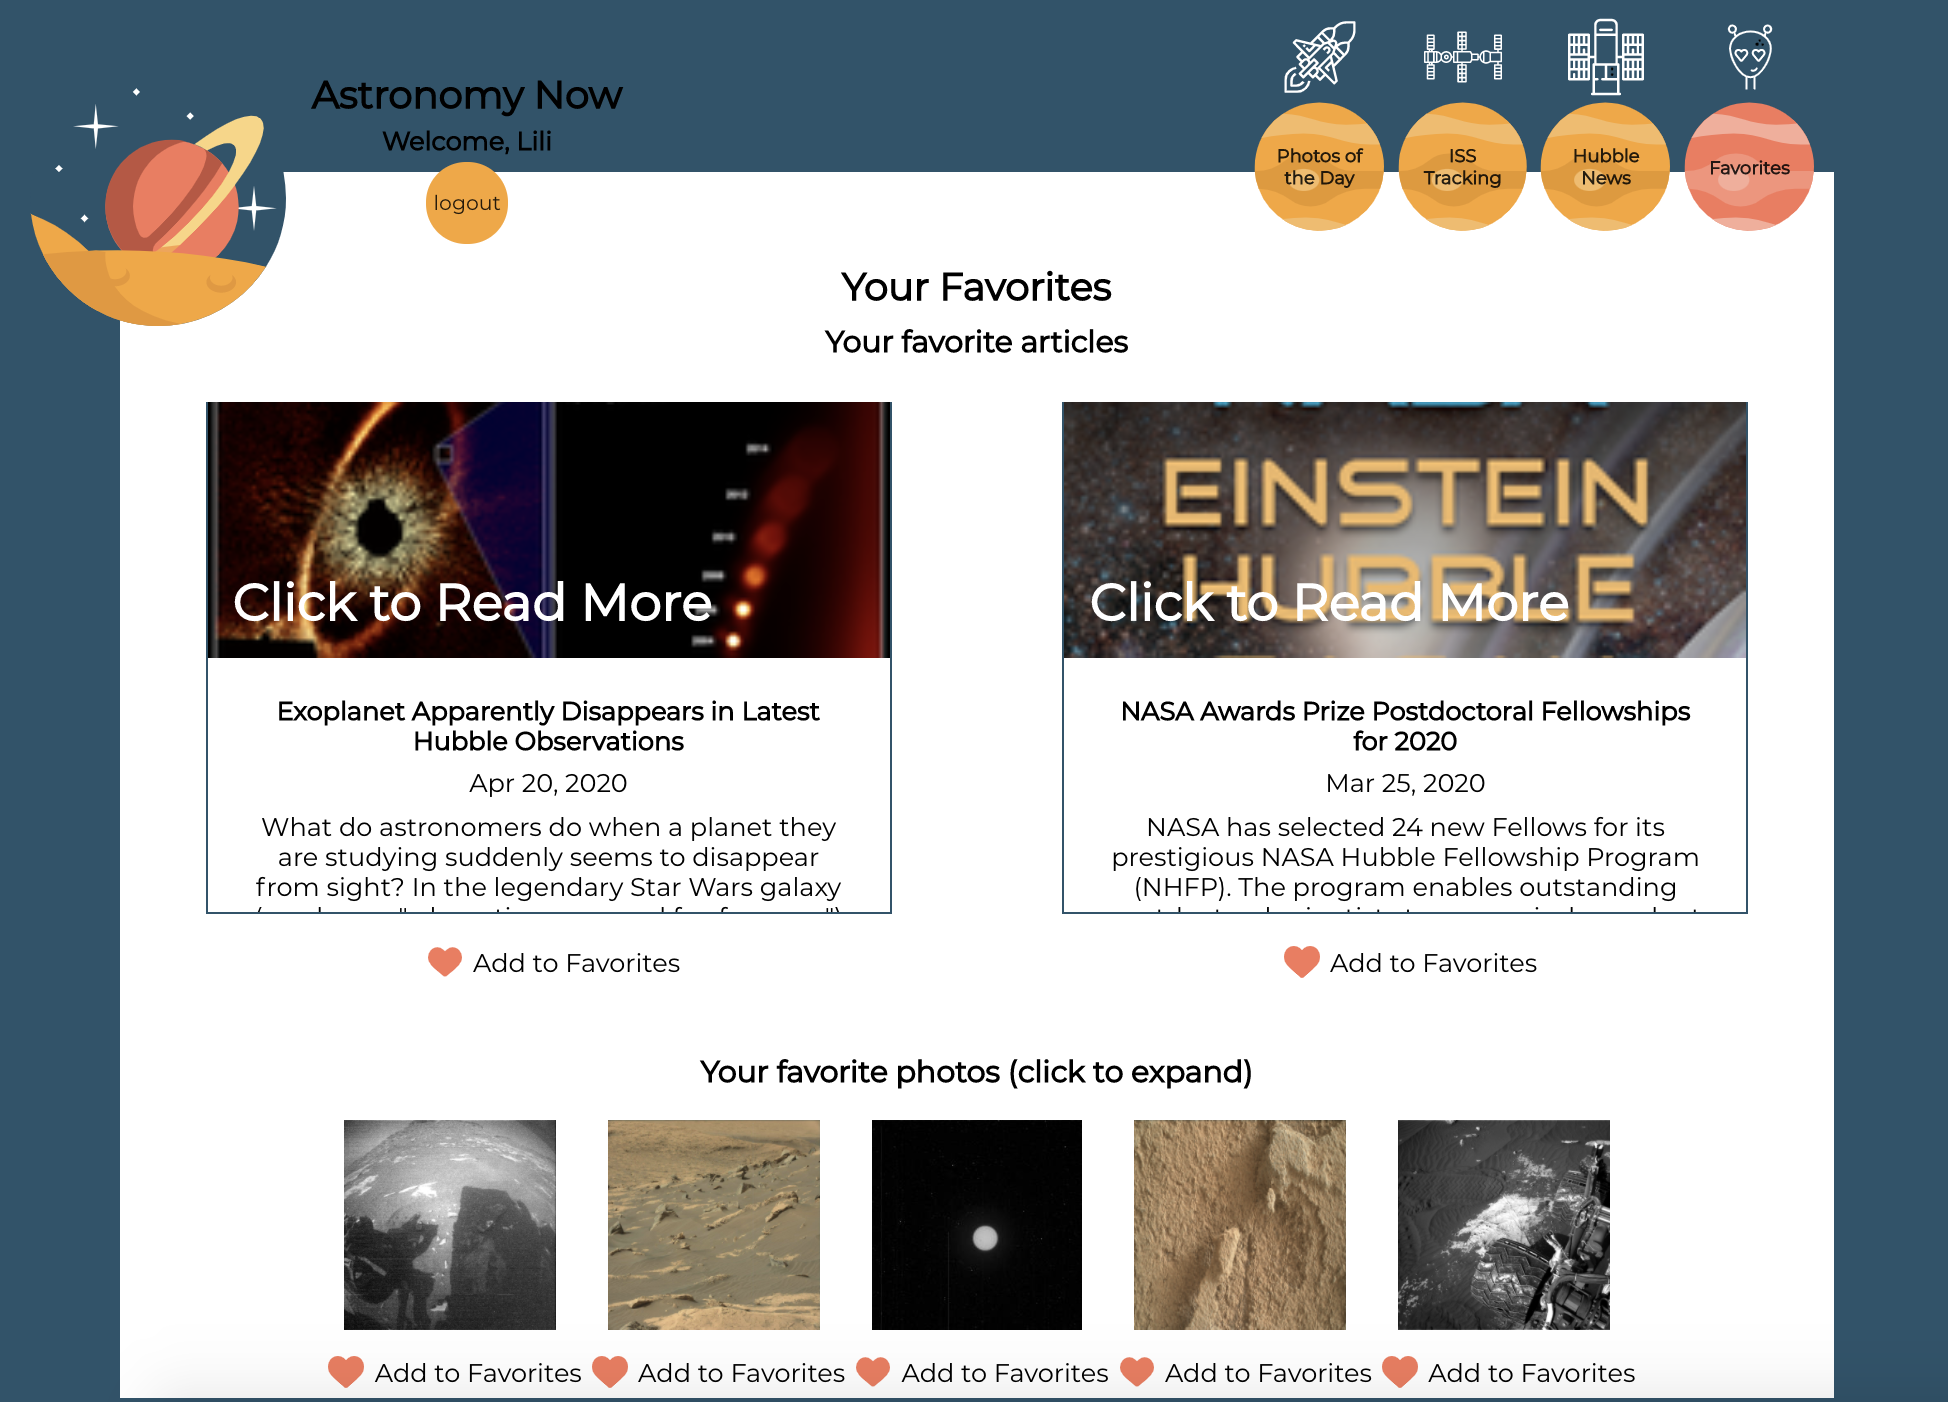 Astronomy Now
Welcome, Lili
logout
Photos of
the Day
ISS
Tracking
Hubble
News
Favorites
Your Favorites
Your favorite articles
2014
2012
2010
2008
2004
Click to Read More
EINSTEIN
HUBBLE
Click to Read More
Exoplanet Apparently Disappears in Latest
Hubble Observations
Apr 20, 2020
What do astronomers do when a planet they
are studying suddenly seems to disappear
from sight? In the legendary Star Wars galaxy
NASA Awards Prize Postdoctoral Fellowships
for 2020
Mar 25, 2020
NASA has selected 24 new Fellows for its
prestigious NASA Hubble Fellowship Program
(NHFP). The program enables outstanding
Add to Favorites
Add to Favorites
Your favorite photos (click to expand)
Add to Favorites
Add to Favorites
Add to Favorites
Add to Favorites
Add to Favorites